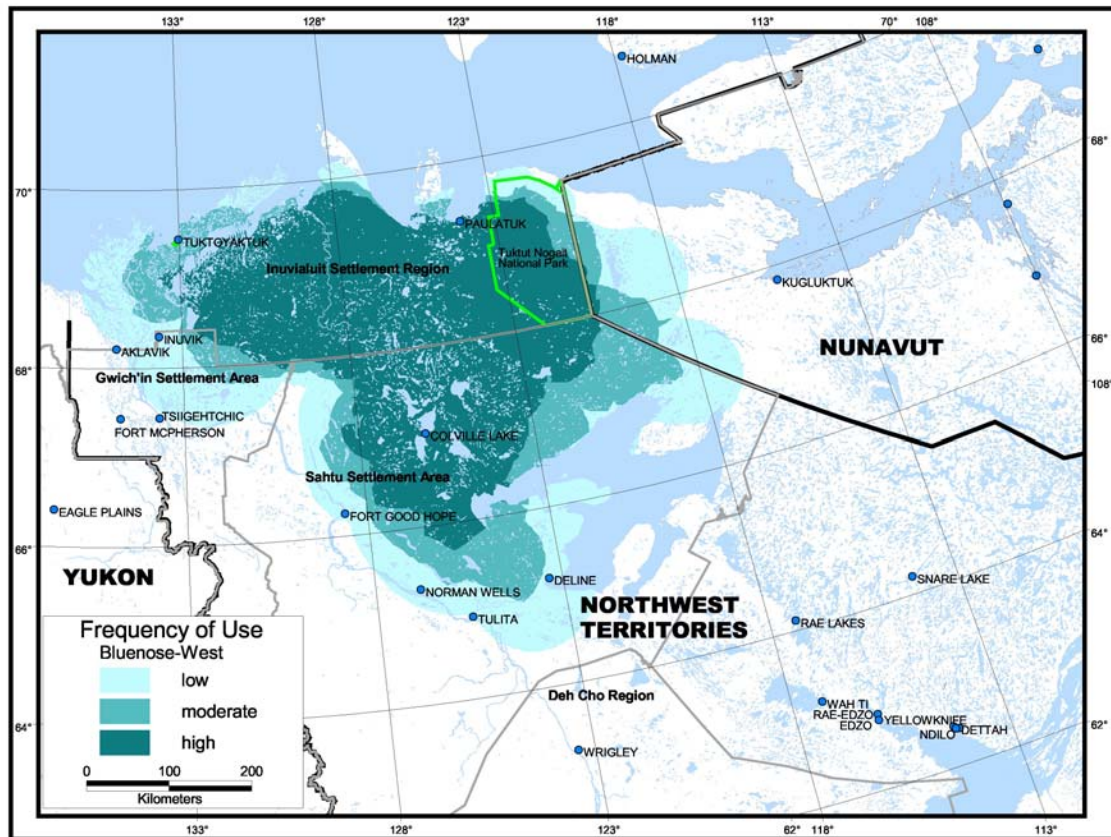 133°
128°
123°
118°
113°
70°
108°
HOLMAN
68°
70°
PAULATUK
TUKTOYAKTUK
Tuktut Nogait
National Park
Inuvialuit Settlement Region
KUGLUKTUK
66°
INUVIK
AKLAVIK
NUNAVUT
68°
Gwich'in Settlement Area
108°
TSIIGEHTCHIC
FORT MCPHERSON
COLVILLE LAKE
Sahtu Settlement Area
EAGLE PLAINS
FORT GOOD HOPE
64°
66°
YUKON
DELINE
SNARE LAKE
NORMAN WELLS
NORTHWEST
TERRITORIES
TULITA
RAE LAKES
Frequency of Use
Bluenose-West
low
moderate
high
0 100 200
Kilometers
Deh Cho Region
64°
WAH TI
RAE-EDZO
EDZO
YELLOWKNIFE
NDILO
DETTAH
62°
WRIGLEY
133°
128°
123°
62°
118°
113°